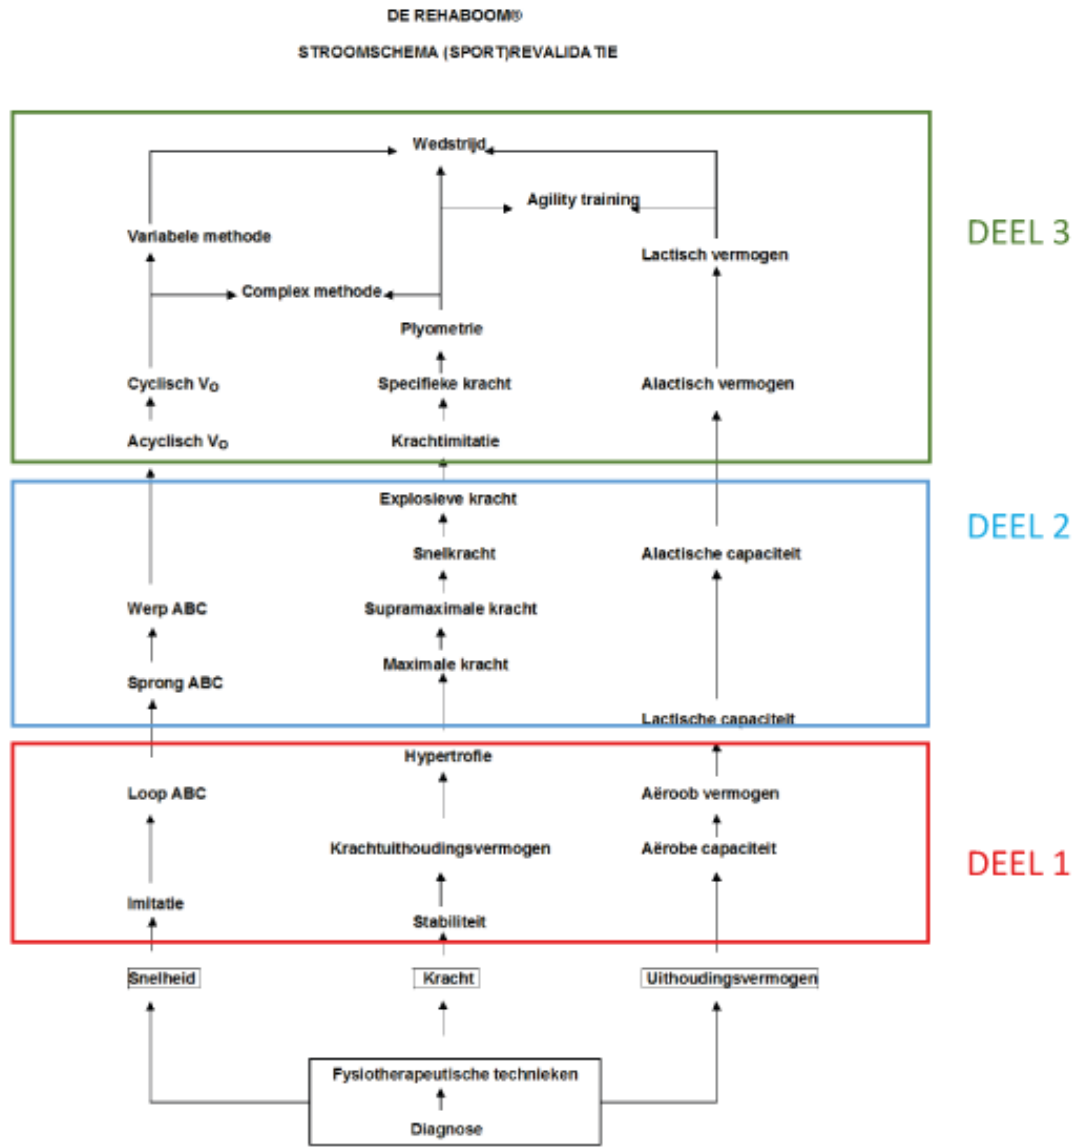 DE REHABOOM®
STROOMSCHEMA (SPORT)REVALIDATIE
Wedstrijd
Agility training
Variabele methode
DEEL 3
Lactisch vermogen
Complex methode
Plyometrie
Cyclisch Vo
Specifieke kracht
Alactisch vermogen
Acyclisch Vo
Krachtimitatie
Explosieve kracht
DEEL 2
Snelkracht
Alactische capaciteit
Werp ABC
Supramaximale kracht
Maximale kracht
Sprong ABC
Lactische capaciteit
Hypertrofie
Loop ABC
Aëroob vermogen
Krachtuithoudingsvermogen
Aërobe capaciteit
DEEL 1
Imitatie
Stabiliteit
Snelheid
Kracht
Uithoudingsvermogen
Fysiotherapeutische technieken
Diagnose